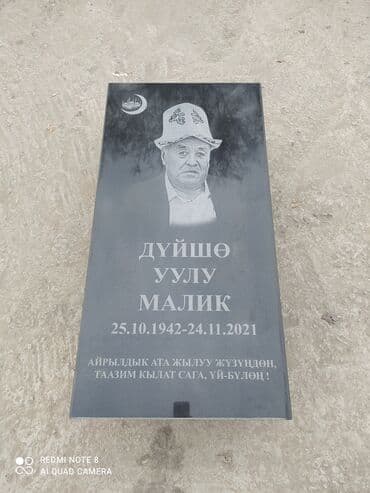 ДҮЙШӨ
УУЛУ
МАЛИК
25.10.1942-24.11.2021
АЙРЫЛДЫК АТА ЖЫЛУУ ЖҮЗҮҢДӨН,
ТААЗИМ КЫЛАТ САГА, ҮЙ-БҮЛӨҢ!
REDMI NOTE 8
AI QUAD CAMERA